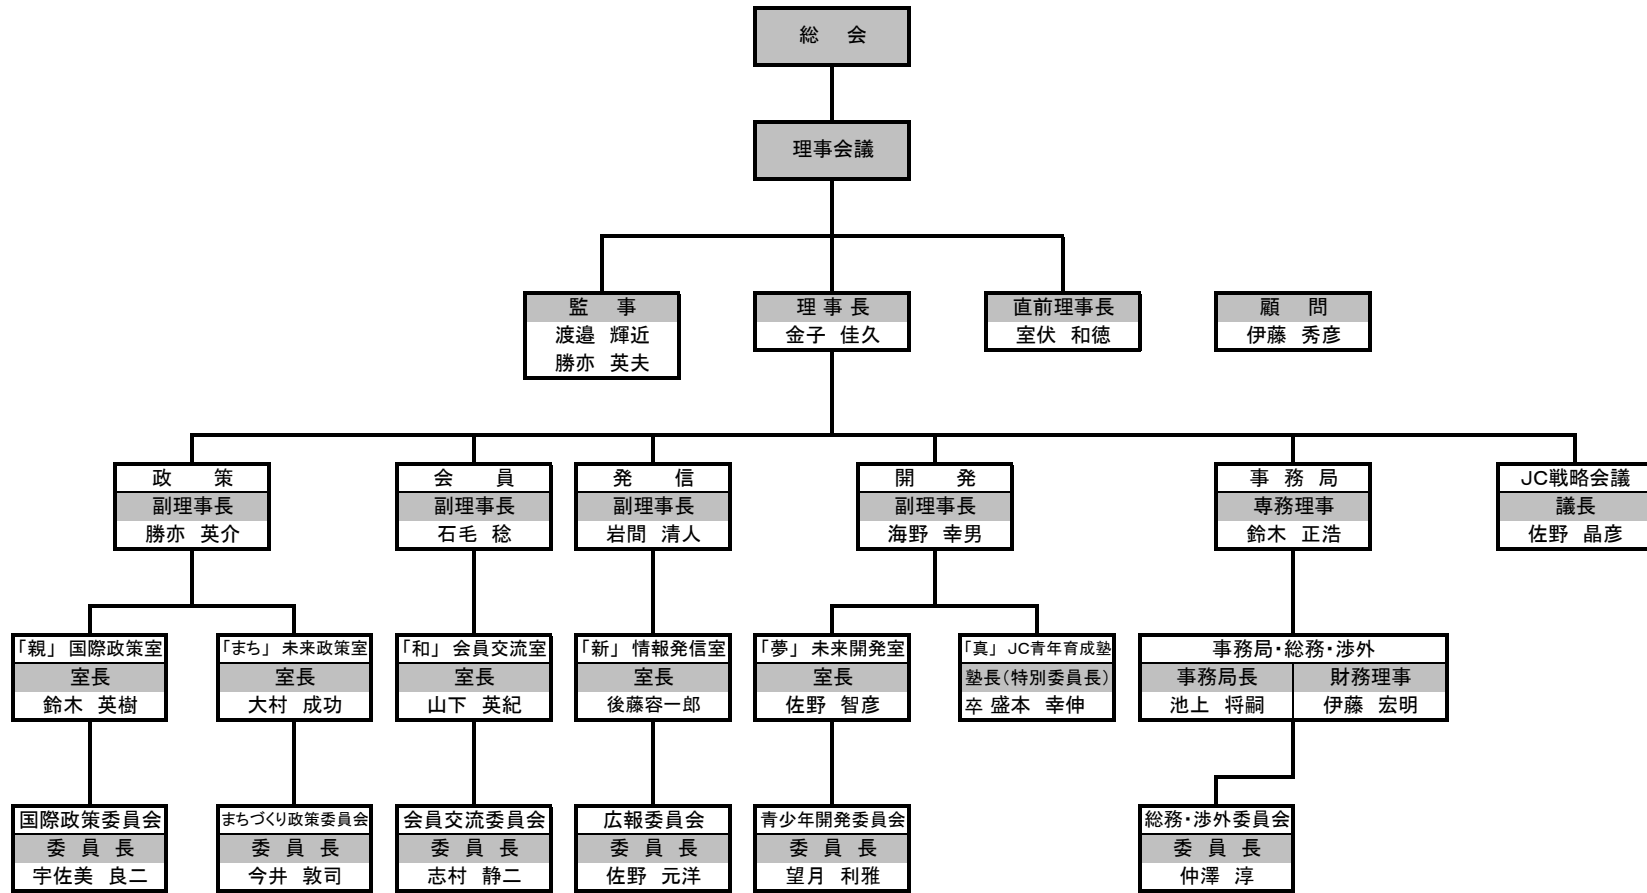 総 会
理事会議
監 事
渡邉 輝近
勝亦 英夫
理 事 長
金子 佳久
直前理事長
室伏 和徳
顧 問
伊藤 秀彦
政 策
副理事長
勝亦 英介
会 員
副理事長
石毛 稔
発 信
副理事長
岩間 清人
開 発
副理事長
海野 幸男
事 務 局
専務理事
鈴木 正浩
JC戦略会議
議長
佐野 晶彦
「親」 国際政策室
室長
鈴木 英樹
「まち」 未来政策室
室長
大村 成功
「和」 会員交流室
室長
山下 英紀
「新」 情報発信室
室長
後藤容一郎
「夢」 未来開発室
室長
佐野 智彦
「真」 JC青年育成塾
塾長(特別委員長)
卒 盛本 幸伸
事務局・総務・渉外
事務局長
池上 将嗣
財務理事
伊藤 宏明
国際政策委員会
委 員 長
宇佐美 良二
まちづくり政策委員会
委 員 長
今井 敦司
会員交流委員会
委 員 長
志村 静二
広報委員会
委 員 長
佐野 元洋
青少年開発委員会
委 員 長
望月 利雅
総務・渉外委員会
委 員 長
仲澤 淳